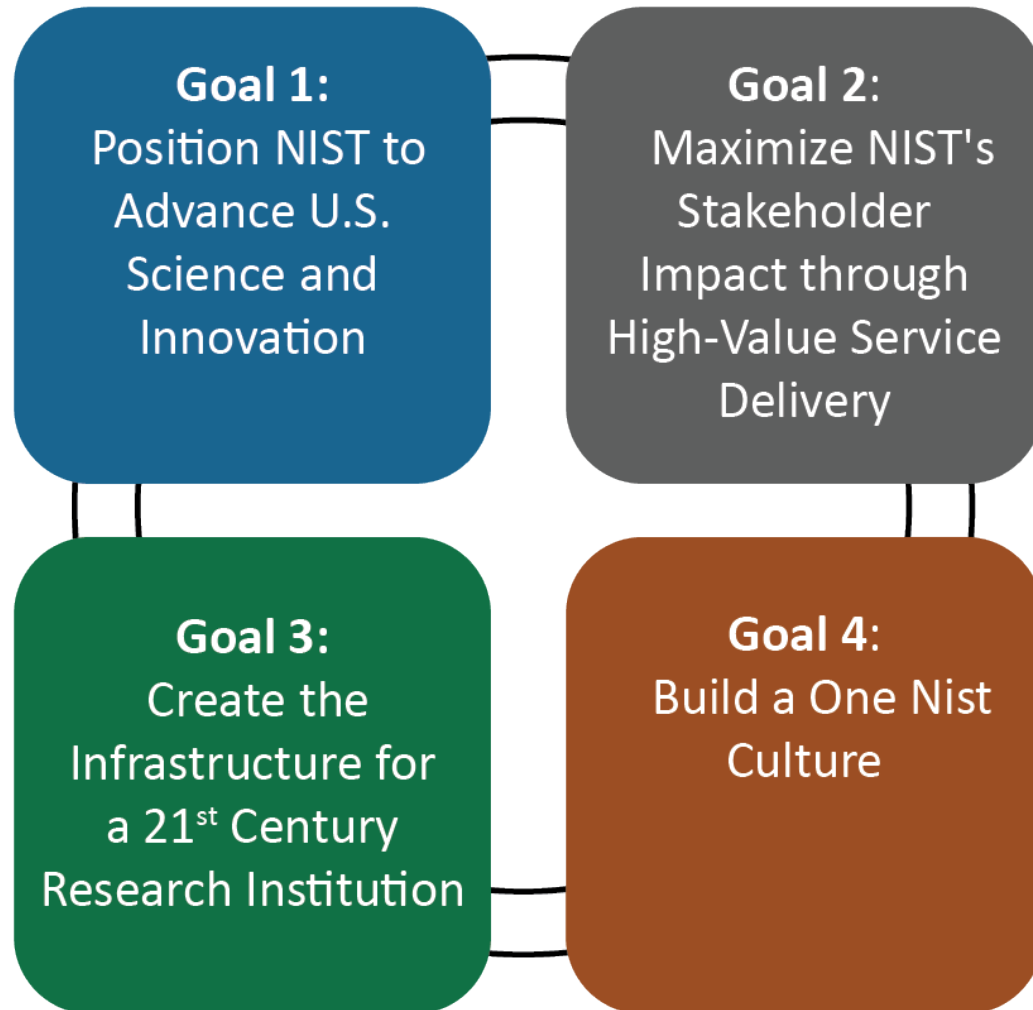 Goal 1:
Position NIST to
Advance U.S.
Science and
Innovation
Goal 2:
Maximize NIST's
Stakeholder
Impact through
High-Value Service
Delivery
Goal 3:
Create the
Infrastructure for
a 21st Century
Research Institution
Goal 4:
Build a One Nist
Culture